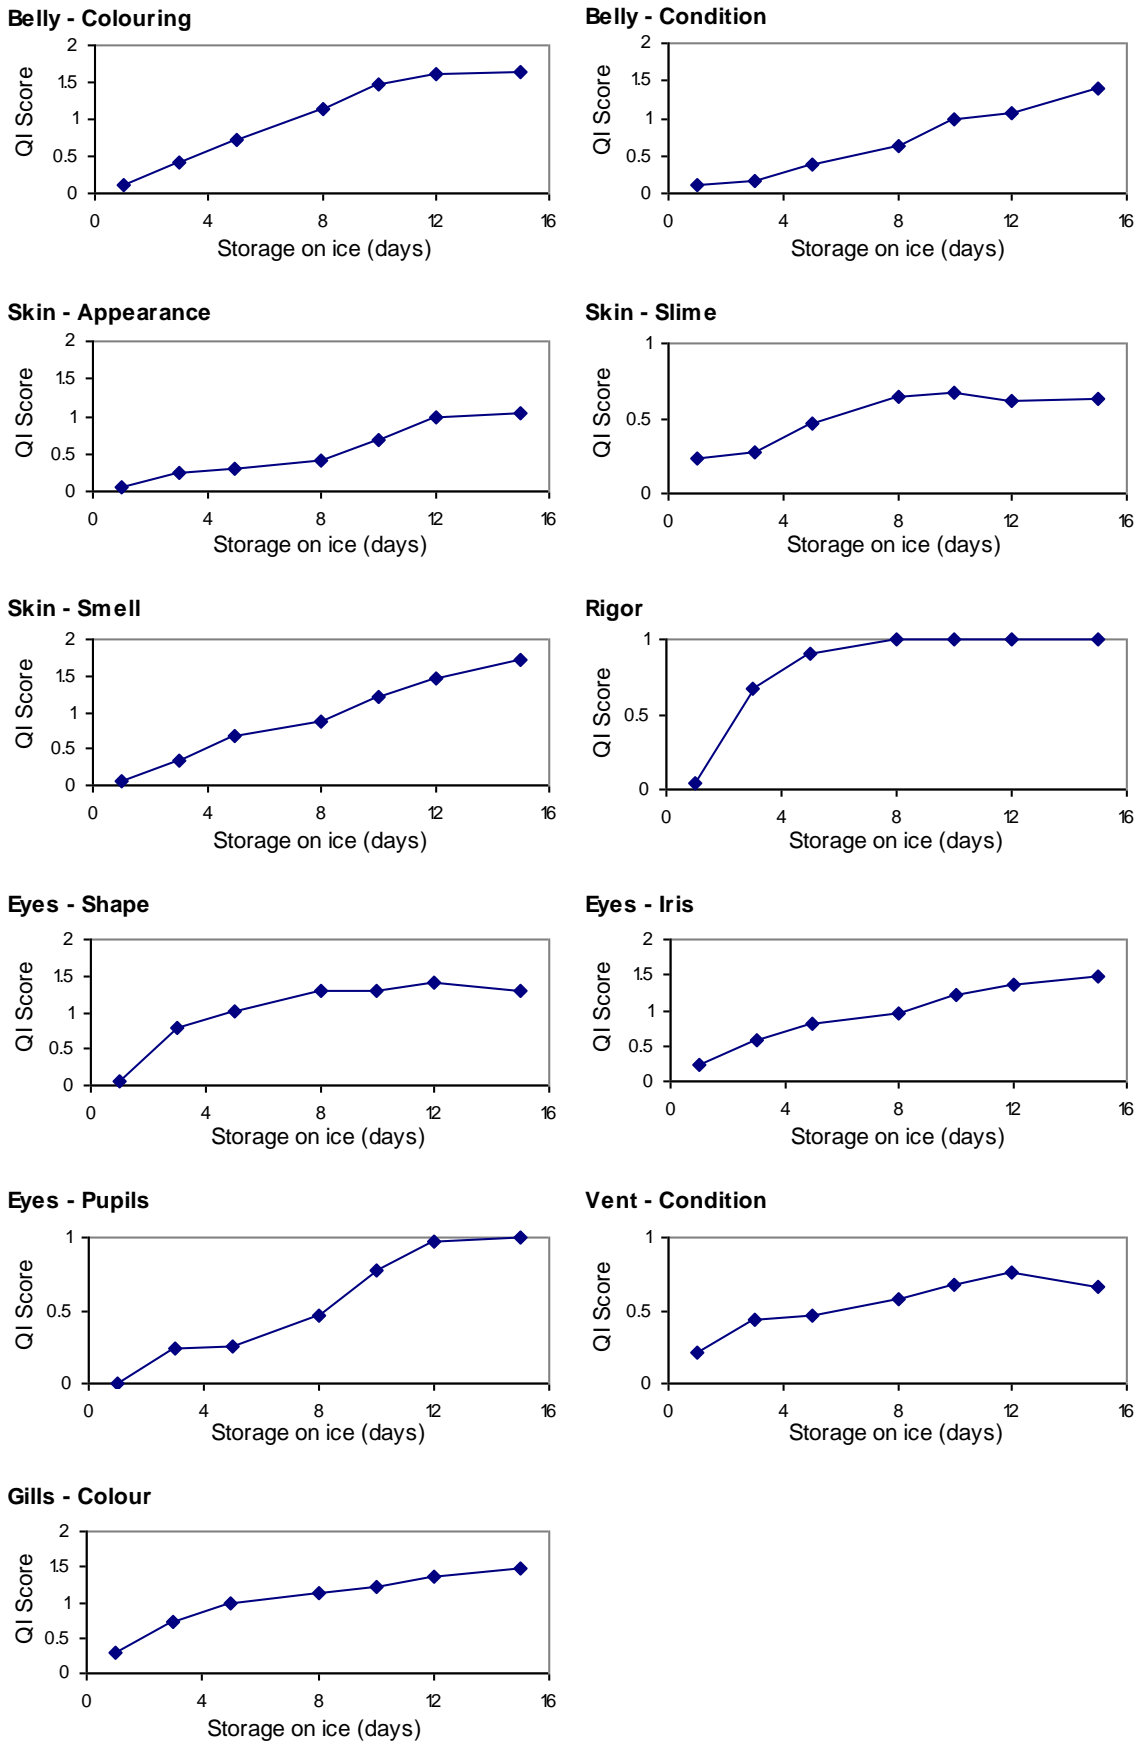 Belly - Colouring
2
1.5
1
0.5
0
QI Score
0 4 8 12 16
Storage on ice (days)
Belly - Condition
2
1.5
1
0.5
0
QI Score
0 4 8 12 16
Storage on ice (days)
Skin - Appearance
2
1.5
1
0.5
0
QI Score
0 4 8 12 16
Storage on ice (days)
Skin - Slime
1
0.5
0
QI Score
0 4 8 12 16
Storage on ice (days)
Skin - Smell
2
1.5
1
0.5
0
QI Score
0 4 8 12 16
Storage on ice (days)
Rigor
1
0.5
0
QI Score
0 4 8 12 16
Storage on ice (days)
Eyes - Shape
2
1.5
1
0.5
0
QI Score
0 4 8 12 16
Storage on ice (days)
Eyes - Iris
2
1.5
1
0.5
0
QI Score
0 4 8 12 16
Storage on ice (days)
Eyes - Pupils
1
0.5
0
QI Score
0 4 8 12 16
Storage on ice (days)
Vent - Condition
1
0.5
0
QI Score
0 4 8 12 16
Storage on ice (days)
Gills - Colour
2
1.5
1
0.5
0
QI Score
0 4 8 12 16
Storage on ice (days)